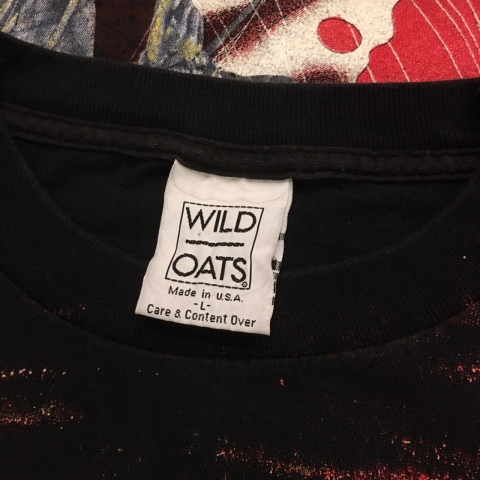 WILD
OATS®
Made in U.S.A.
-L-
Care & Content Over